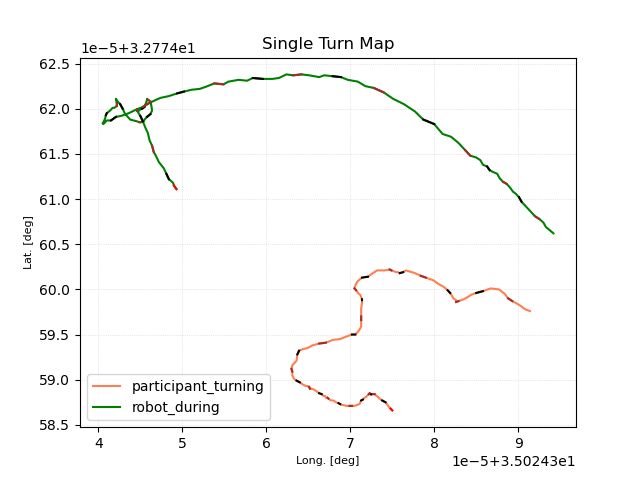 Single Turn Map
1e−5+3.2774e1
62.5
62.0
61.5
61.0
60.5
60.0
59.5
59.0
58.5
Lat. [deg]
participant_turning
robot_during
4 5 6 7 8 9
Long. [deg]
1e−5+3.50243e1